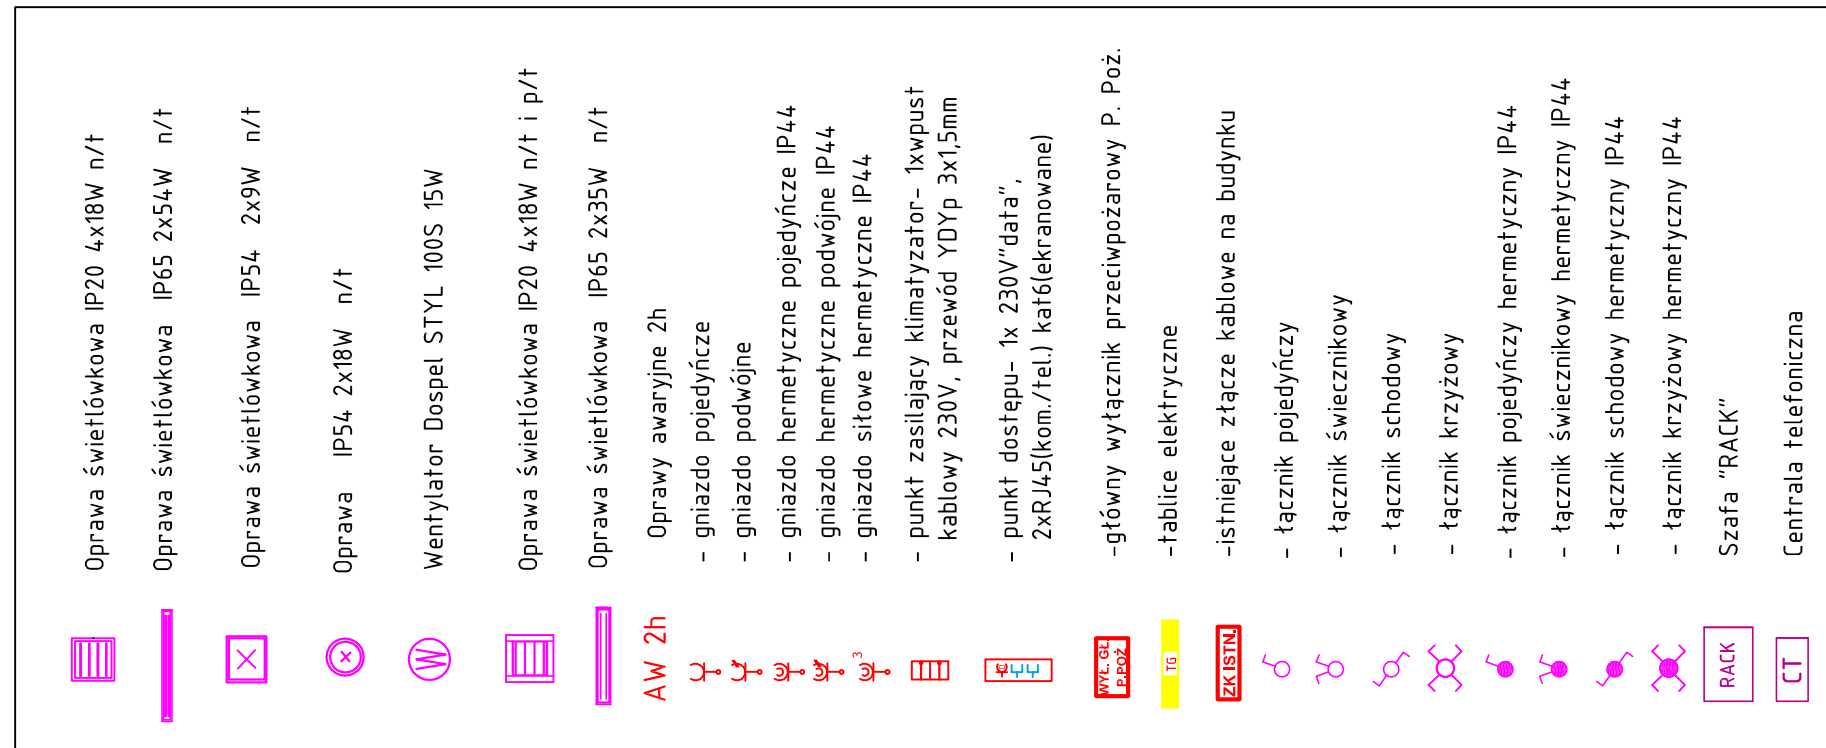 Oprawa świetlówkowa IP20 4x18W n/t
Oprawa świetlówkowa IP65 2x54W n/t
Oprawa świetlówkowa IP54 2x9W n/t
Oprawa IP54 2x18W n/t
W
Wentylator Dospel STYL 100S 15W
Oprawa świetlówkowa IP20 4x18W n/t i p/t
Oprawa świetlówkowa IP65 2x35W n/t
AW 2h
Oprawy awaryjne 2h
- gniazdo pojedyńcze
- gniazdo podwójne
- gniazdo hermetyczne pojedyńcze IP44
- gniazdo hermetyczne podwójne IP44
3
- gniazdo siłowe hermetyczne IP44
- punkt zasilający klimatyzator- 1xwpust
kablowy 230V, przewód YDYp 3x1,5mm
- punkt dostępu- 1x 230V"data",
2xRJ45(kom./tel.) kat6(ekranowane)
WYŁ. GŁ.
P.POŻ
-główny wyłącznik przeciwpożarowy P. Poż.
TG
-tablice elektryczne
ZK ISTN.
-istniejące złącze kablowe na budynku
- łącznik pojedyńczy
- łącznik świecznikowy
- łącznik schodowy
- łącznik krzyżowy
- łącznik pojedyńczy hermetyczny IP44
- łącznik świecznikowy hermetyczny IP44
- łącznik schodowy hermetyczny IP44
- łącznik krzyżowy hermetyczny IP44
RACK
Szafa "RACK"
CT
Centrala telefoniczna